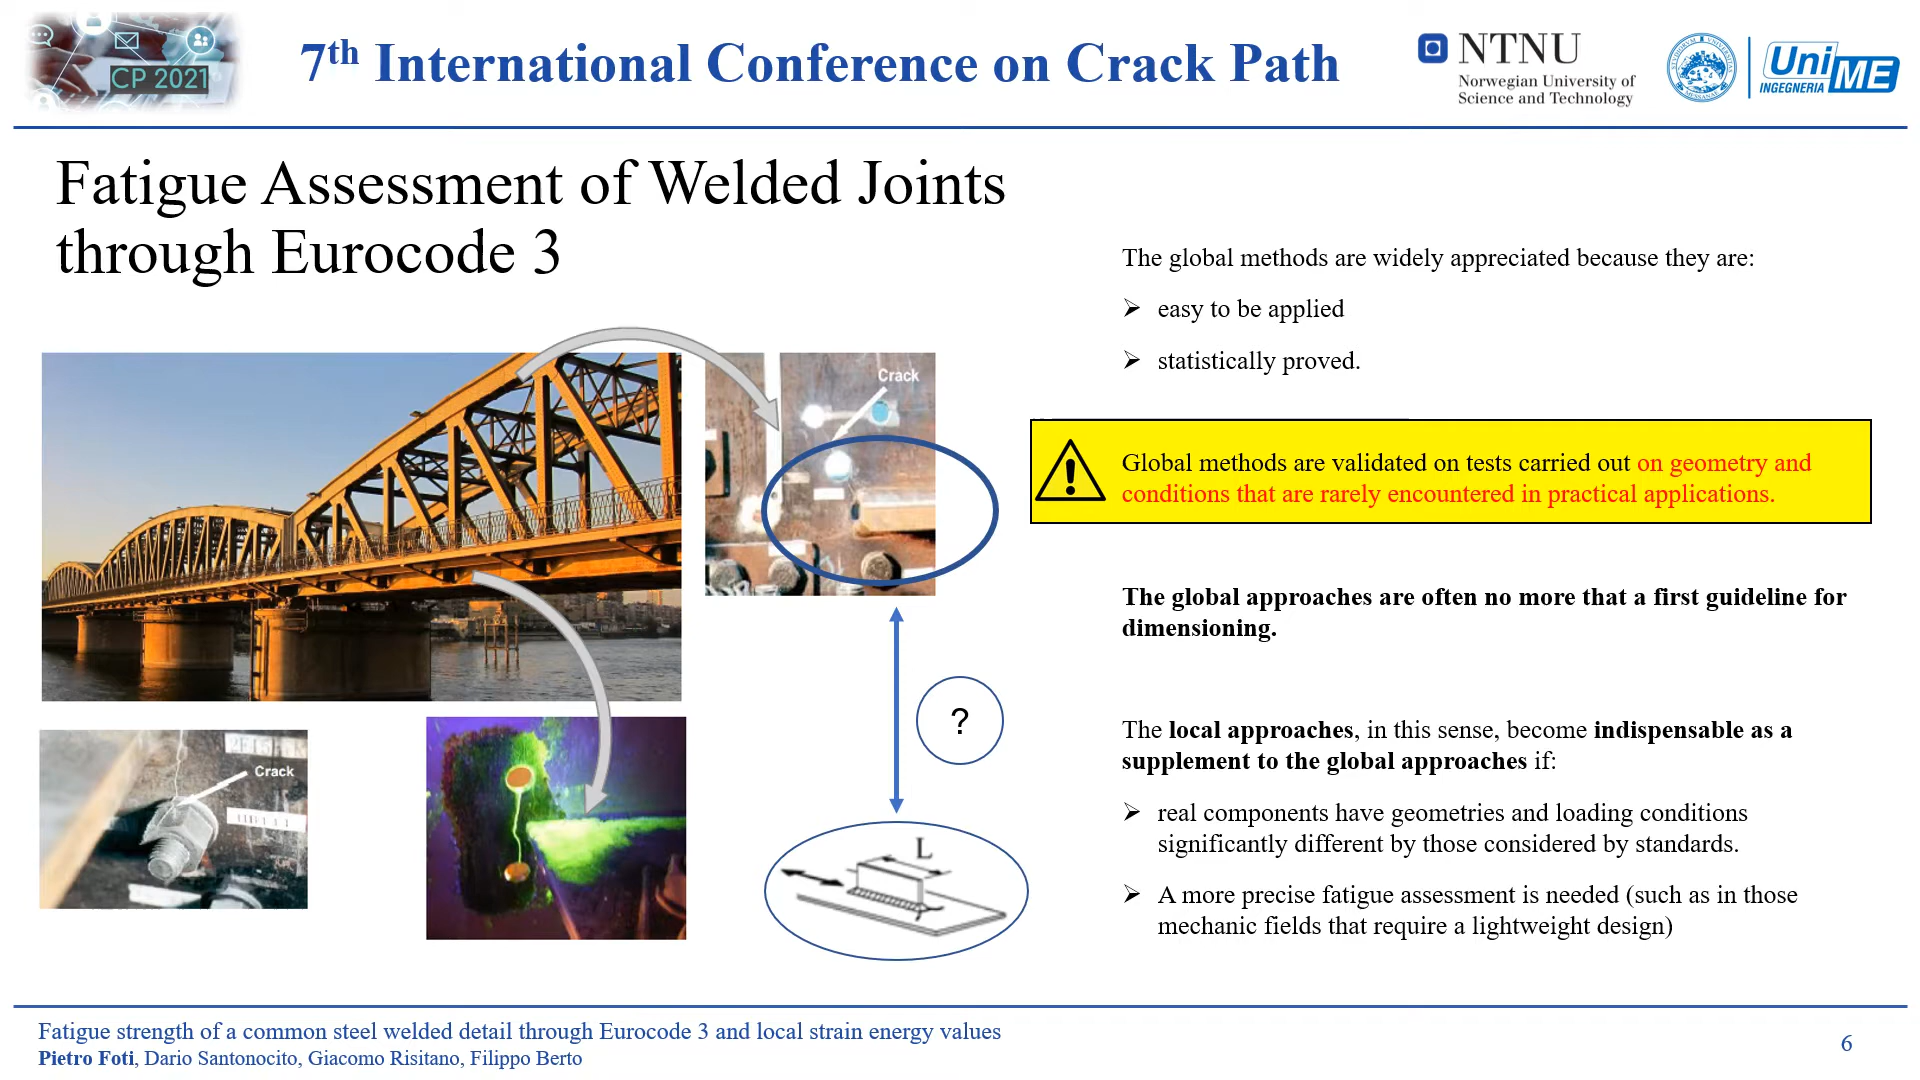 CP 2021
7th International Conference on Crack Path
NTNU
Norwegian University of
Science and Technology
Uni ME
INGEGNERIA
Fatigue Assessment of Welded Joints
through Eurocode 3
Crack
Crack
?
L
The global methods are widely appreciated because they are:
➢ easy to be applied
➢ statistically proved.
Global methods are validated on tests carried out on geometry and
conditions that are rarely encountered in practical applications.
The global approaches are often no more that a first guideline for
dimensioning.
The local approaches, in this sense, become indispensable as a
supplement to the global approaches if:
➢ real components have geometries and loading conditions
significantly different by those considered by standards.
➢ A more precise fatigue assessment is needed (such as in those
mechanic fields that require a lightweight design)
Fatigue strength of a common steel welded detail through Eurocode 3 and local strain energy values
Pietro Foti, Dario Santonocito, Giacomo Risitano, Filippo Berto
6